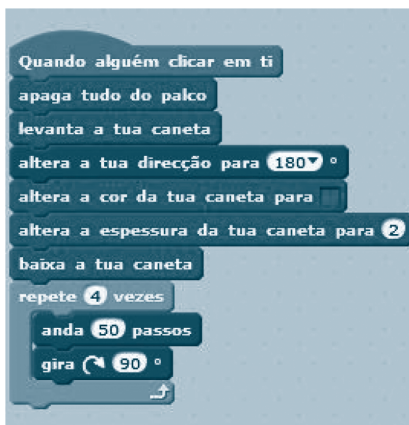 Quando alguém clicar em ti
apaga tudo do palco
levanta a tua caneta
altera a tua direcção para 180 °
altera a cor da tua caneta para
altera a espessura da tua caneta para 2
baixa a tua caneta
repete 4 vezes
anda 50 passos
gira 90 °